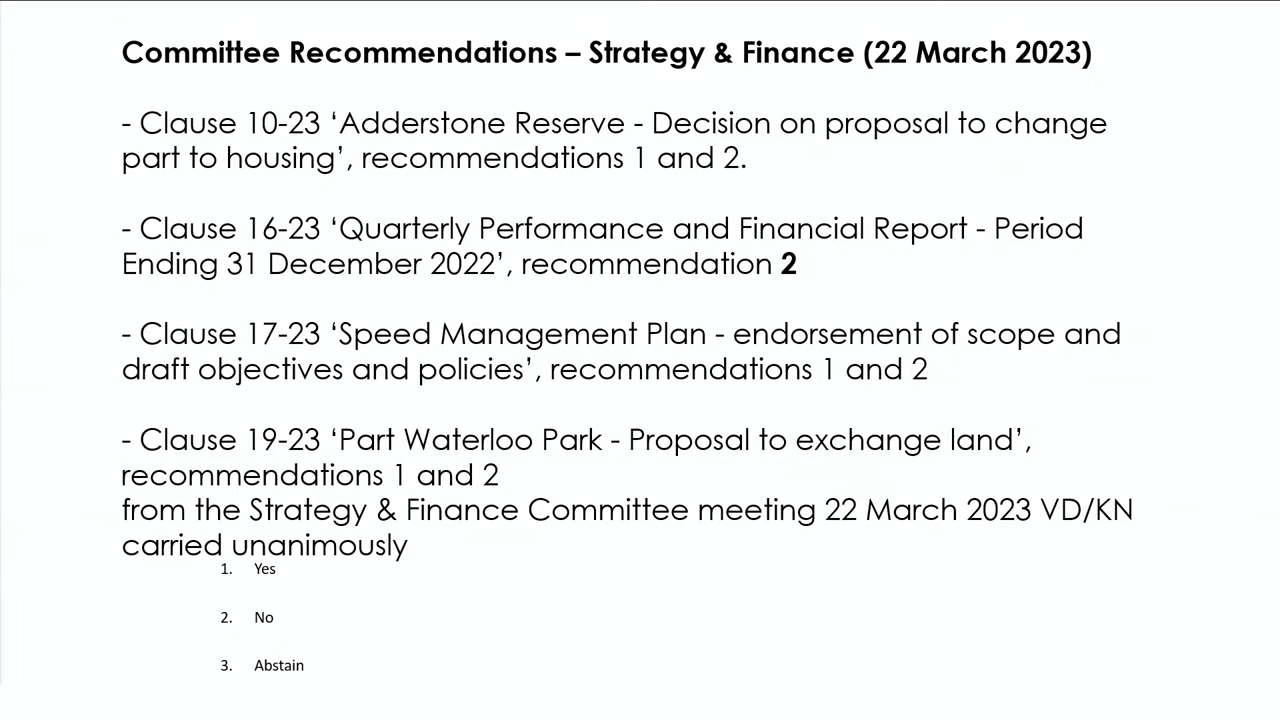 Committee Recommendations – Strategy & Finance (22 March 2023)
- Clause 10-23 ‘Adderstone Reserve - Decision on proposal to change
part to housing’, recommendations 1 and 2.
- Clause 16-23 ‘Quarterly Performance and Financial Report - Period
Ending 31 December 2022’, recommendation 2
- Clause 17-23 ‘Speed Management Plan - endorsement of scope and
draft objectives and policies’, recommendations 1 and 2
- Clause 19-23 ‘Part Waterloo Park - Proposal to exchange land’,
recommendations 1 and 2
from the Strategy & Finance Committee meeting 22 March 2023 VD/KN
carried unanimously
1. Yes
2. No
3. Abstain